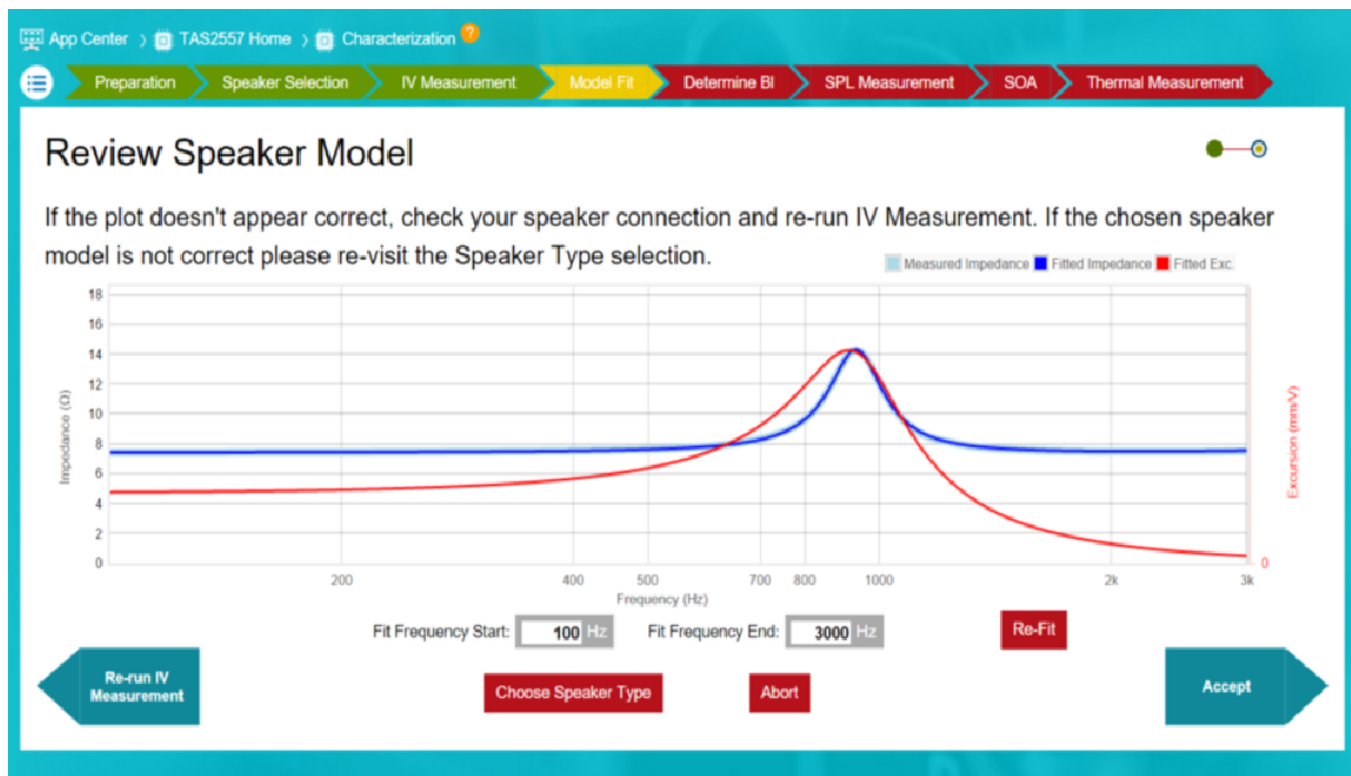 App Center > TAS2557 Home > Characterization ?
Preparation Speaker Selection IV Measurement Model Fit Determine Bl SPL Measurement SOA Thermal Measurement
Review Speaker Model
If the plot doesn't appear correct, check your speaker connection and re-run IV Measurement. If the chosen speaker
model is not correct please re-visit the Speaker Type selection.
Measured Impedance Fitted Impedance Fitted Exc.
18
16
14
12
10
8
6
4
2
0
Impedance (Ω)
Excursion (mm/V)
0
200 400 500 700 800 1000 2k 3k
Frequency (Hz)
Fit Frequency Start: 100 Hz Fit Frequency End: 3000 Hz Re-Fit
Re-run IV
Measurement
Choose Speaker Type Abort
Accept